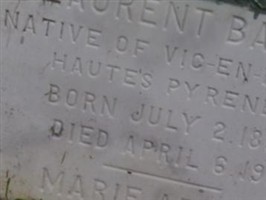 LAURENT BA
NATIVE OF VIC-EN-
HAUTES PYRENE
BORN JULY 2.18
DIED APRIL 6.19
MARIE